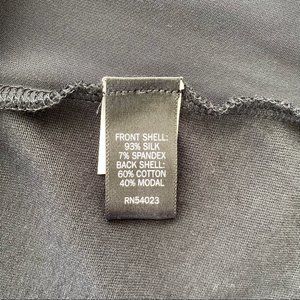 FRONT SHELL:
93% SILK
7% SPANDEX
BACK SHELL:
60% COTTON
40% MODAL
RN54023